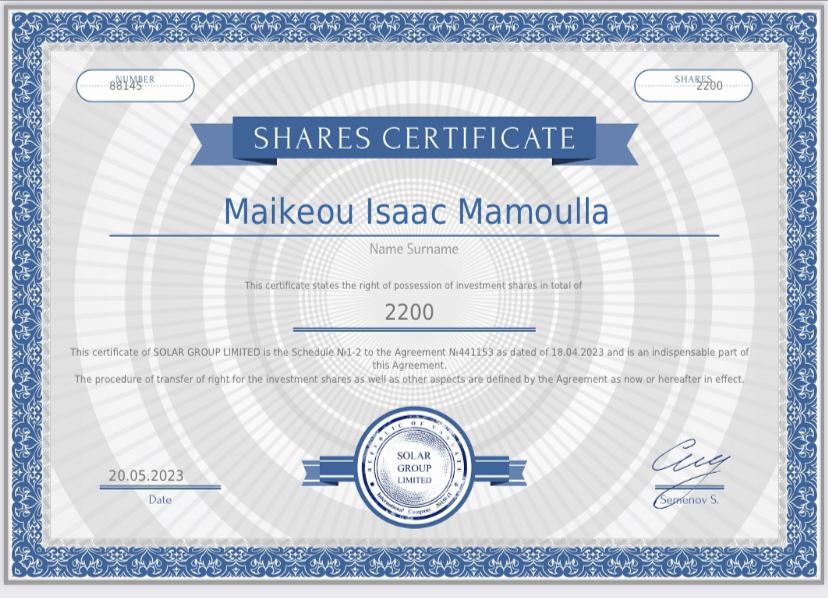 NUMBER
88145
SHARES
2200
SHARES CERTIFICATE
Maikeou Isaac Mamoulla
Name Surname
This certificate states the right of possession of investment shares in total of
2200
This certificate of SOLAR GROUP LIMITED is the Schedule №1-2 to the Agreement №441153 as dated of 18.04.2023 and is an indispensable part of
this Agreement.
The procedure of transfer of right for the investment shares as well as other aspects are defined by the Agreement as now or hereafter in effect.
REPUBLIC OF VANUATU
SOLAR
GROUP
LIMITED
International Company
20.05.2023
Date
Semenov S.